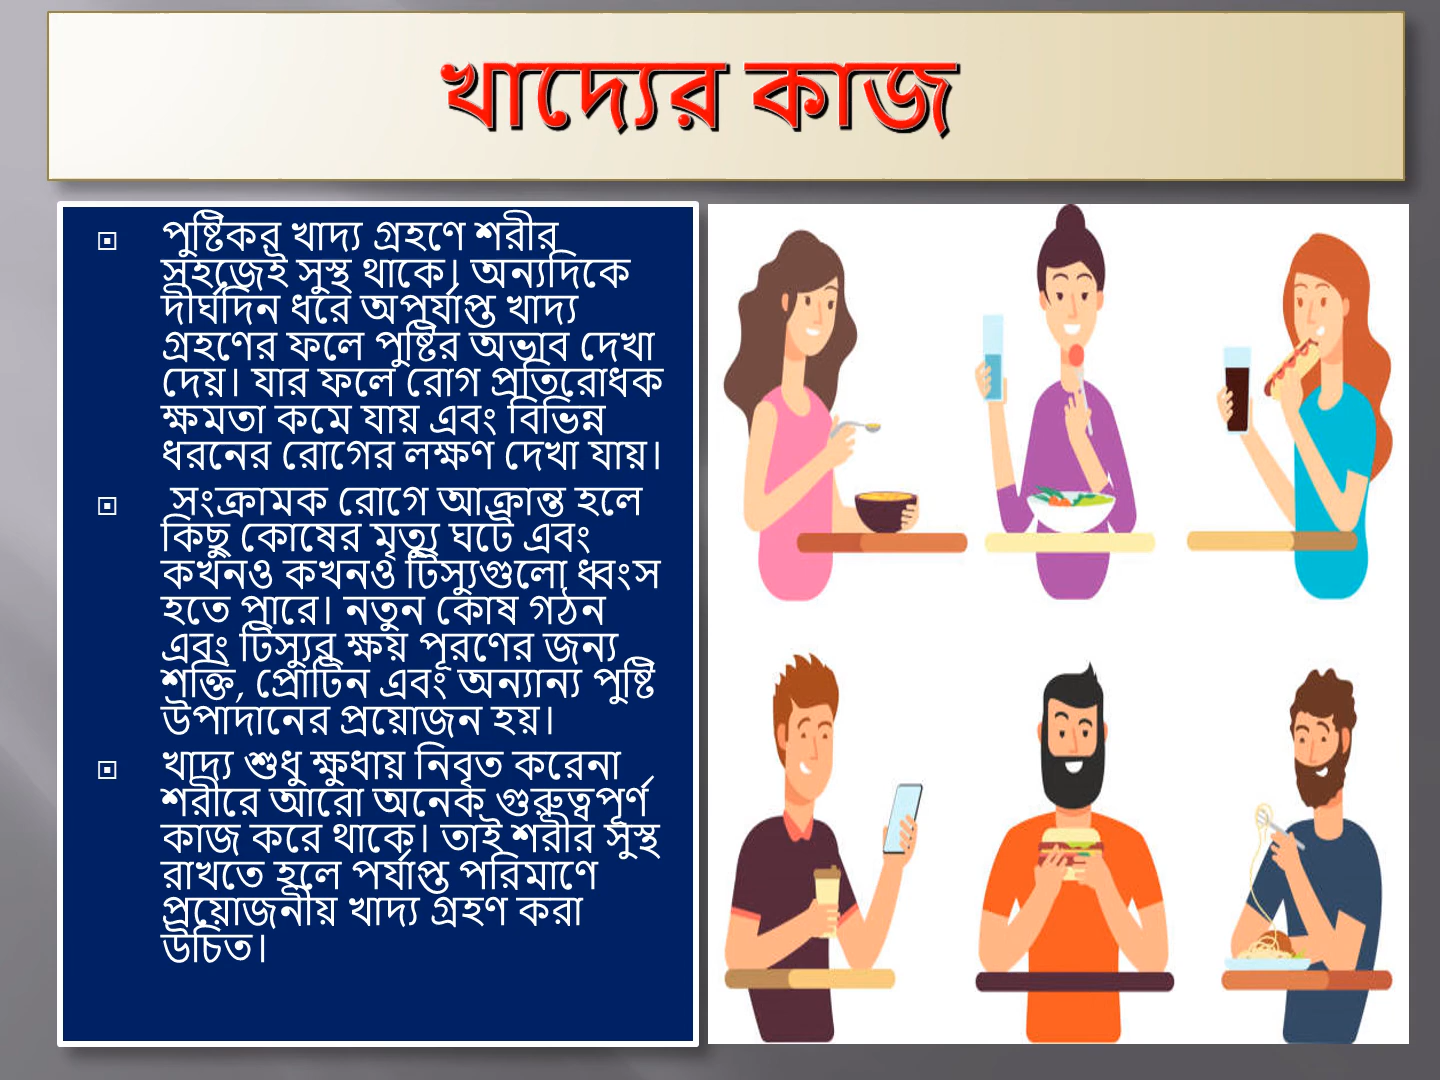 খাদ্যের কাজ
পুষ্টিকর খাদ্য গ্রহণে শরীর
সহজেই সুস্থ থাকে। অন্যদিকে
দীর্ঘদিন ধরে অপর্যাপ্ত খাদ্য
গ্রহণের ফলে পুষ্টির অভাব দেখা
দেয়। যার ফলে রোগ প্রতিরোধক
ক্ষমতা কমে যায় এবং বিভিন্ন
ধরনের রোগের লক্ষণ দেখা যায়।
সংক্রামক রোগে আক্রান্ত হলে
কিছু কোষের মৃত্যু ঘটে এবং
কখনও কখনও টিস্যুগুলো ধ্বংস
হতে পারে। নতুন কোষ গঠন
এবং টিস্যুর ক্ষয় পূরণের জন্য
শক্তি, প্রোটিন এবং অন্যান্য পুষ্টি
উপাদানের প্রয়োজন হয়।
খাদ্য শুধু ক্ষুধায় নিবৃত করেনা
শরীরে আরো অনেক গুরুত্বপূর্ণ
কাজ করে থাকে। তাই শরীর সুস্থ
রাখতে হলে পর্যাপ্ত পরিমাণে
প্রয়োজনীয় খাদ্য গ্রহণ করা
উচিত।